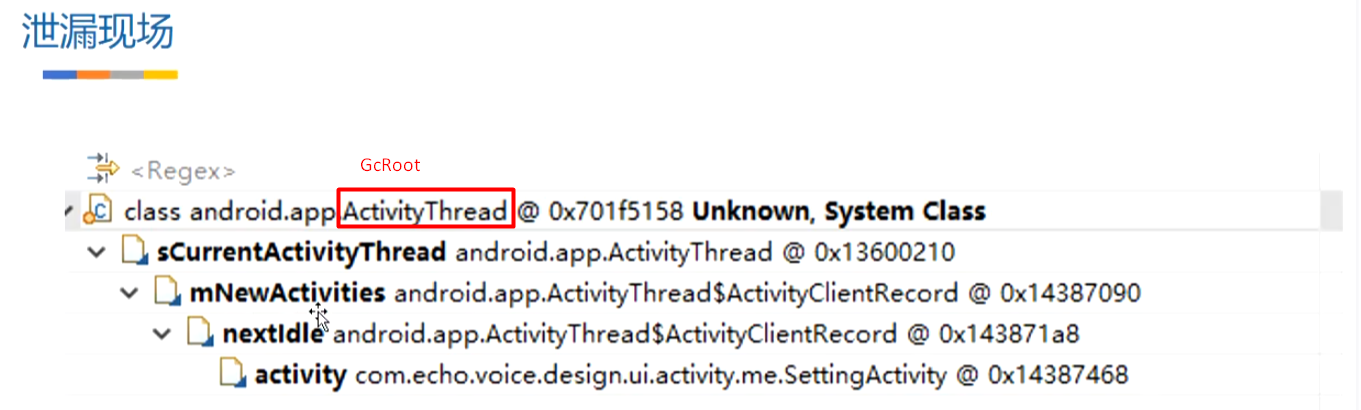 泄漏现场
<Regex>
GcRoot
class android.app.ActivityThread @ 0x701f5158 Unknown, System Class
sCurrentActivityThread android.app.ActivityThread @ 0x13600210
mNewActivities android.app.ActivityThread$ActivityClientRecord @ 0x14387090
nextIdle android.app.ActivityThread$ActivityClientRecord @ 0x143871a8
activity com.echo.voice.design.ui.activity.me.SettingActivity @ 0x14387468